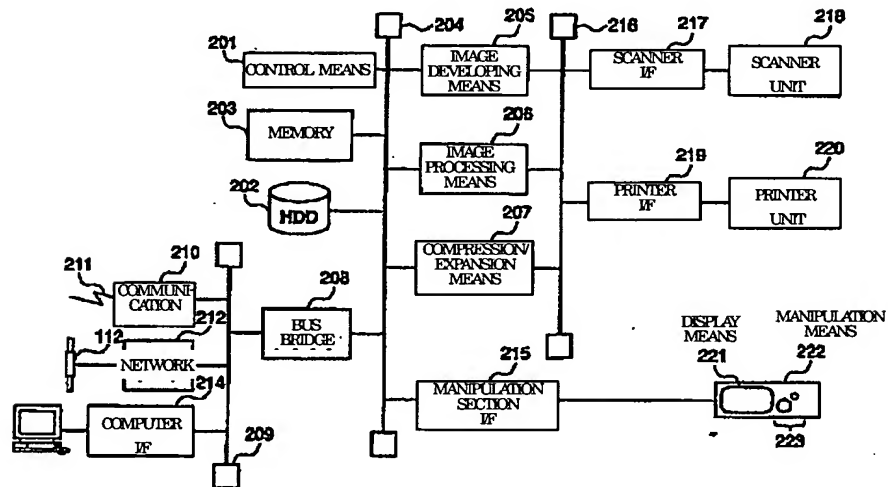 204
205
216
217
218
201
CONTROL MEANS
IMAGE
DEVELOPING
MEANS
SCANNER
I/F
SCANNER
UNIT
203
MEMORY
206
IMAGE
PROCESSING
MEANS
219
PRINTER
I/F
220
PRINTER
UNIT
202
HDD
207
COMPRESSION/
EXPANSION
MEANS
211
210
COMMUNI-
CATION
208
BUS
BRIDGE
112
212
NETWORK
214
COMPUTER
I/F
209
215
MANIPULATION
SECTION I/F
DISPLAY
MEANS
221
MANIPULATION
MEANS
222
223